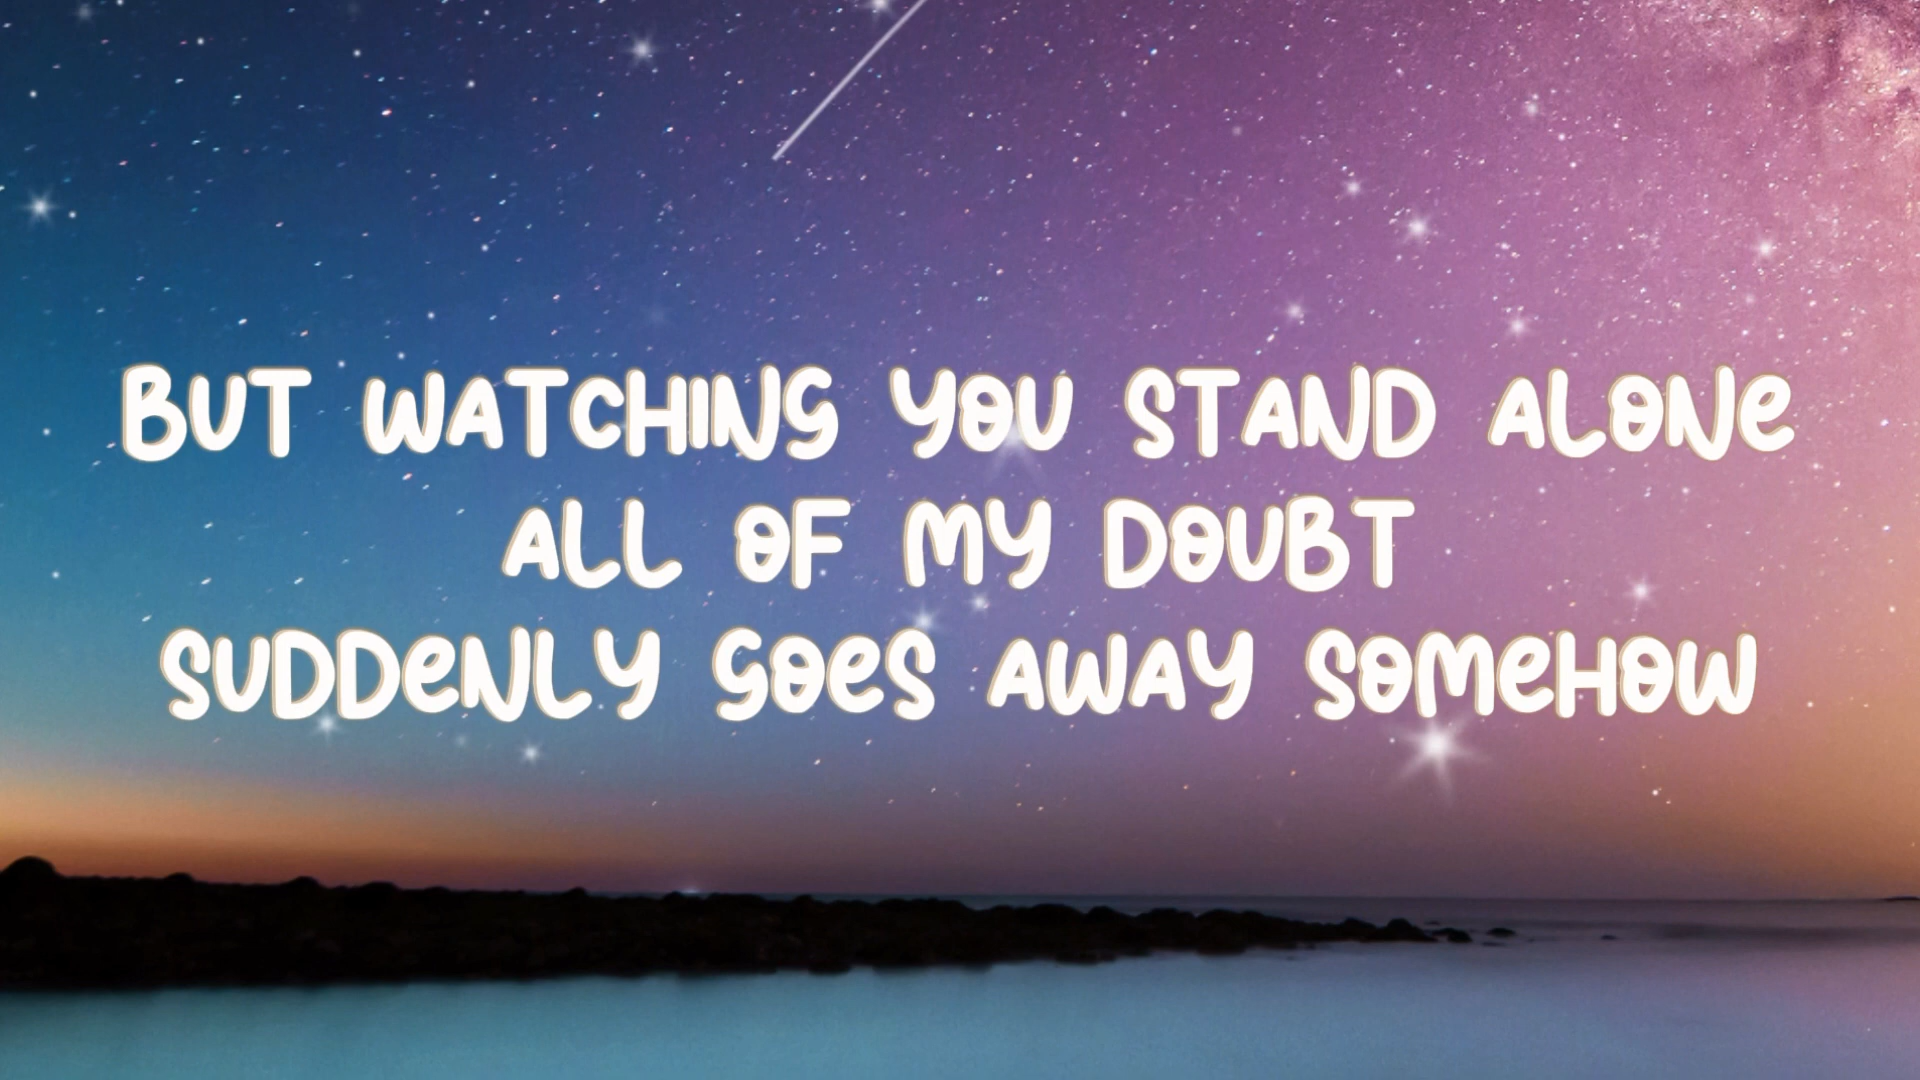 BUT WATCHING YOU STAND ALONE
ALL OF MY DOUBT
SUDDENLY GOES AWAY SOMEHOW